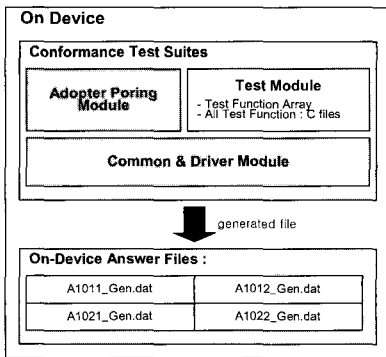 On Device
Conformance Test Suites
Adopter Poring
Module
Test Module
- Test Function Array
- All Test Function : C files
Common & Driver Module
generated file
On-Device Answer Files :
A1011_Gen.dat
A1012_Gen.dat
A1021_Gen.dat
A1022_Gen.dat